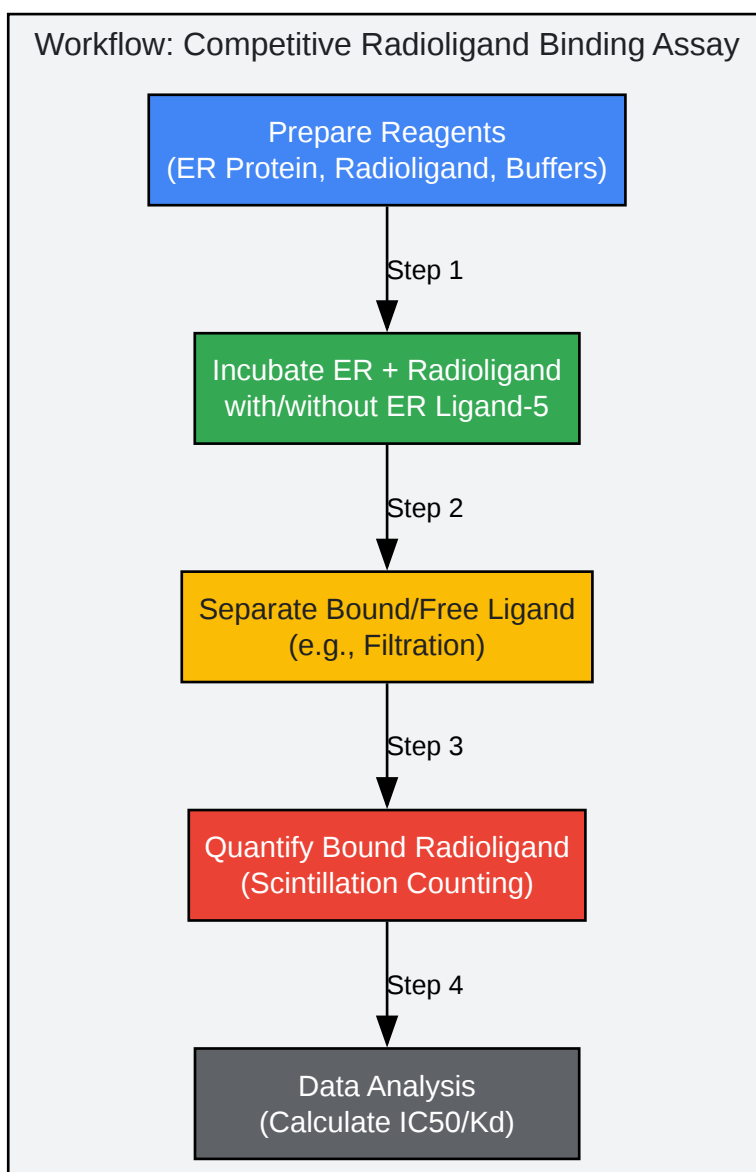 Workflow: Competitive Radioligand Binding Assay
Prepare Reagents
(ER Protein, Radioligand, Buffers)
Step 1
Incubate ER + Radioligand
with/without ER Ligand-5
Step 2
Separate Bound/Free Ligand
(e.g., Filtration)
Step 3
Quantify Bound Radioligand
(Scintillation Counting)
Step 4
Data Analysis
(Calculate IC50/Kd)